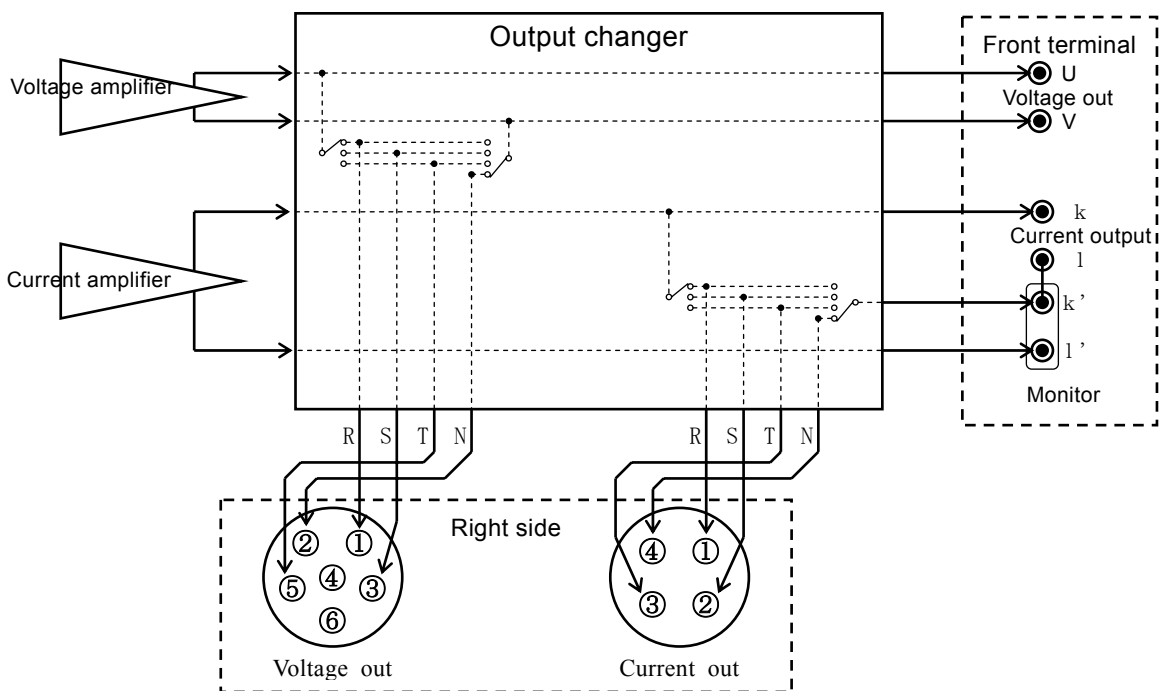 Output changer
Front terminal
U
Voltage out
V
Voltage amplifier
k
Current output
l
Current amplifier
k'
l'
Monitor
R S T N
R S T N
Right side
② ①
⑤ ④ ③
⑥
④ ①
③ ②
Voltage out
Current out